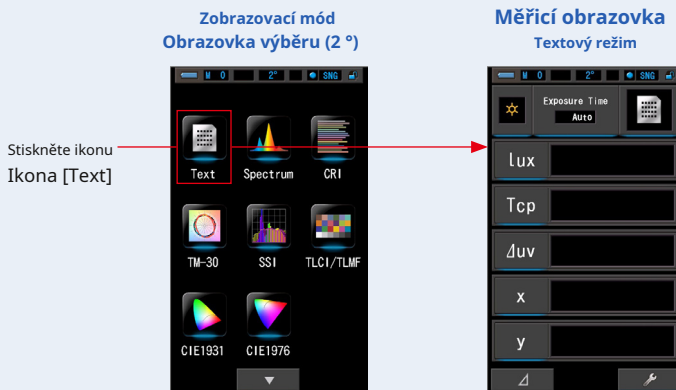 Zobrazovací mód
Obrazovka výběru (2 °)
Měřicí obrazovka
Textový režim
Stiskněte ikonu
Ikona [Text]
M 0 2° SNG
Text Spectrum CRI
TM-30 SSI TLCI/TLMF
CIE1931 CIE1976
M 0 2° SNG
Exposure Time
Auto
lux
Tcp
⊿uv
x
y
⊿